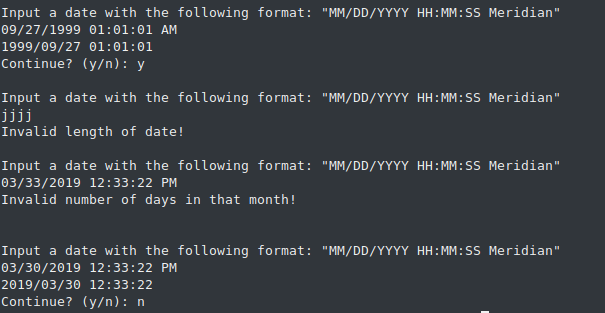 Input a date with the following format: "MM/DD/YYYY HH:MM:SS Meridian"
09/27/1999 01:01:01 AM
1999/09/27 01:01:01
Continue? (y/n): y
Input a date with the following format: "MM/DD/YYYY HH:MM:SS Meridian"
jjjj
Invalid length of date!
Input a date with the following format: "MM/DD/YYYY HH:MM:SS Meridian"
03/33/2019 12:33:22 PM
Invalid number of days in that month!
Input a date with the following format: "MM/DD/YYYY HH:MM:SS Meridian"
03/30/2019 12:33:22 PM
2019/03/30 12:33:22
Continue? (y/n): n